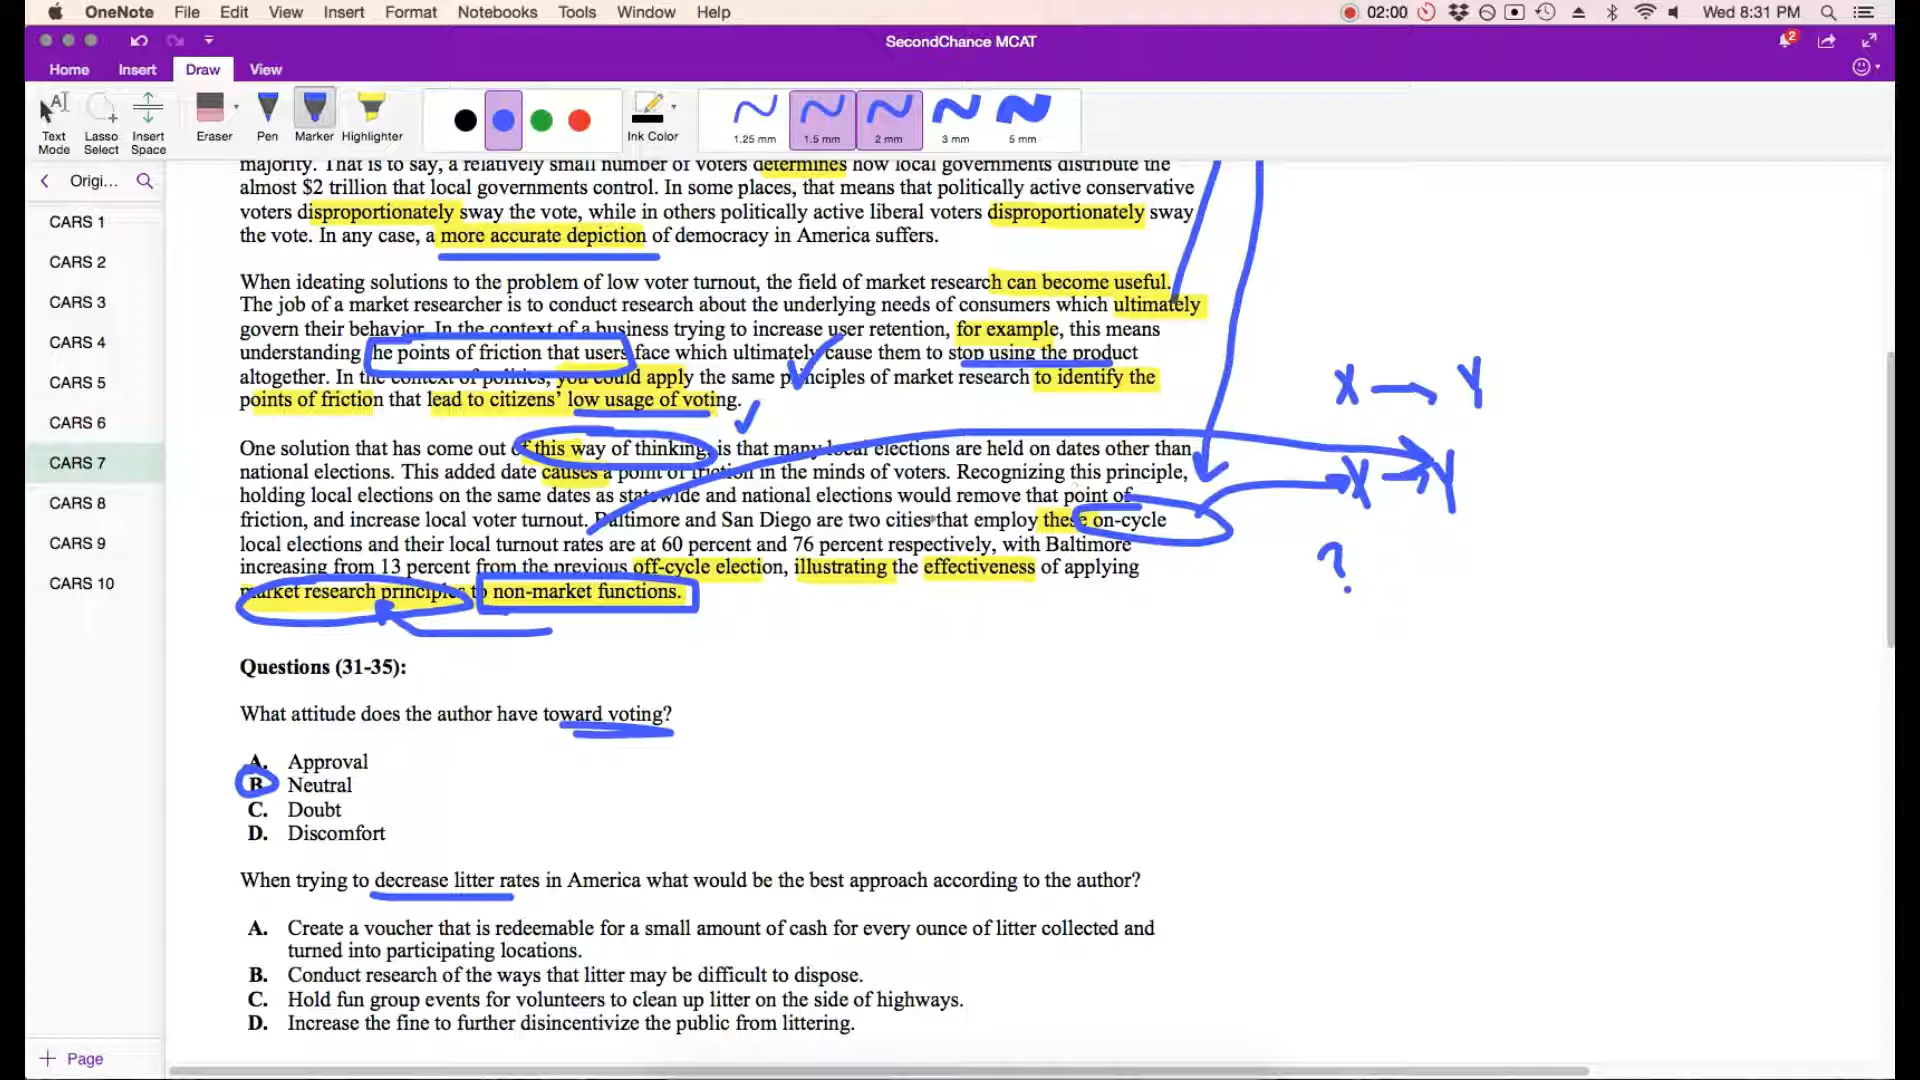 OneNote File Edit View Insert Format Notebooks Tools Window Help 02:00 Wed 8:31 PM
SecondChance MCAT 2
Home Insert Draw View
Text Mode Lasso Select Insert Space Eraser Pen Marker Highlighter Ink Color 1.25 mm 1.5 mm 2 mm 3 mm 5 mm
Origi...
CARS 1
CARS 2
CARS 3
CARS 4
CARS 5
CARS 6
CARS 7
CARS 8
CARS 9
CARS 10
+ Page
majority. That is to say, a relatively small number of voters determines how local governments distribute the
almost $2 trillion that local governments control. In some places, that means that politically active conservative
voters disproportionately sway the vote, while in others politically active liberal voters disproportionately sway
the vote. In any case, a more accurate depiction of democracy in America suffers.
When ideating solutions to the problem of low voter turnout, the field of market research can become useful.
The job of a market researcher is to conduct research about the underlying needs of consumers which ultimately
govern their behavior. In the context of a business trying to increase user retention, for example, this means
understanding the points of friction that users face which ultimately cause them to stop using the product
altogether. In the context of politics, you could apply the same principles of market research to identify the
points of friction that lead to citizens' low usage of voting.
One solution that has come out of this way of thinking, is that many local elections are held on dates other than
national elections. This added date causes a point of friction in the minds of voters. Recognizing this principle,
holding local elections on the same dates as statewide and national elections would remove that point of
friction, and increase local voter turnout. Baltimore and San Diego are two cities that employ these on-cycle
local elections and their local turnout rates are at 60 percent and 76 percent respectively, with Baltimore
increasing from 13 percent from the previous off-cycle election, illustrating the effectiveness of applying
market research principles to non-market functions.
X → Y
X → Y
?
Questions (31-35):
What attitude does the author have toward voting?
A. Approval
B. Neutral
C. Doubt
D. Discomfort
When trying to decrease litter rates in America what would be the best approach according to the author?
A. Create a voucher that is redeemable for a small amount of cash for every ounce of litter collected and
turned into participating locations.
B. Conduct research of the ways that litter may be difficult to dispose.
C. Hold fun group events for volunteers to clean up litter on the side of highways.
D. Increase the fine to further disincentivize the public from littering.